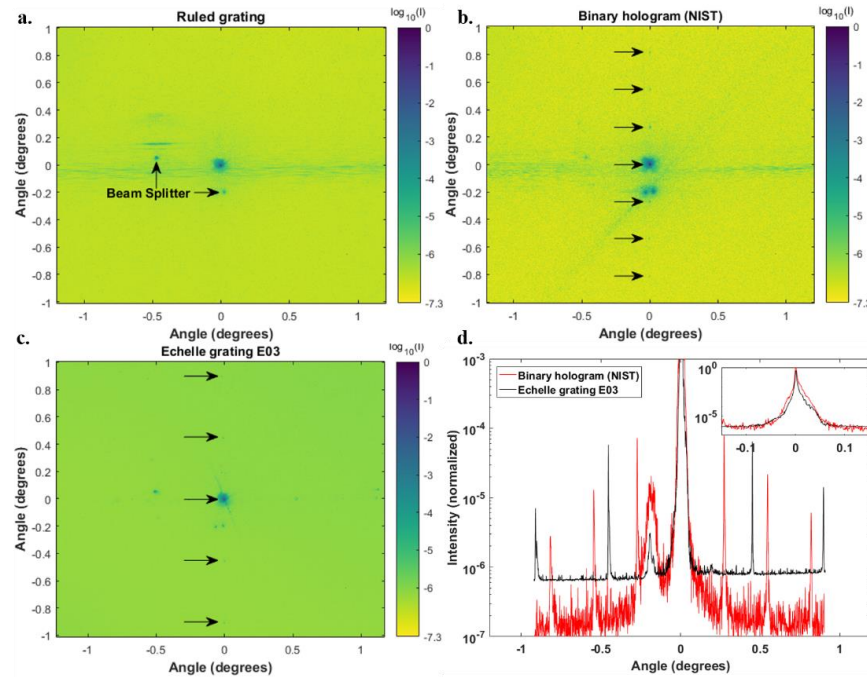 a.
Ruled grating
log10(I)
1
0.8
0.6
0.4
0.2
0
-0.2
-0.4
-0.6
-0.8
-1
Angle (degrees)
Beam Splitter
-1 -0.5 0 0.5 1
Angle (degrees)
0
-1
-2
-3
-4
-5
-6
-7.3
b.
Binary hologram (NIST)
log10(I)
1
0.8
0.6
0.4
0.2
0
-0.2
-0.4
-0.6
-0.8
-1
Angle (degrees)
-1 -0.5 0 0.5 1
Angle (degrees)
0
-1
-2
-3
-4
-5
-6
-7.3
c.
Echelle grating E03
log10(I)
1
0.8
0.6
0.4
0.2
0
-0.2
-0.4
-0.6
-0.8
-1
Angle (degrees)
-1 -0.5 0 0.5 1
Angle (degrees)
0
-1
-2
-3
-4
-5
-6
-7.3
d.
10-3
10-4
10-5
10-6
10-7
Intensity (normalized)
Binary hologram (NIST)
Echelle grating E03
100
10-5
-0.1 0 0.1
-1 -0.5 0 0.5 1
Angle (degrees)